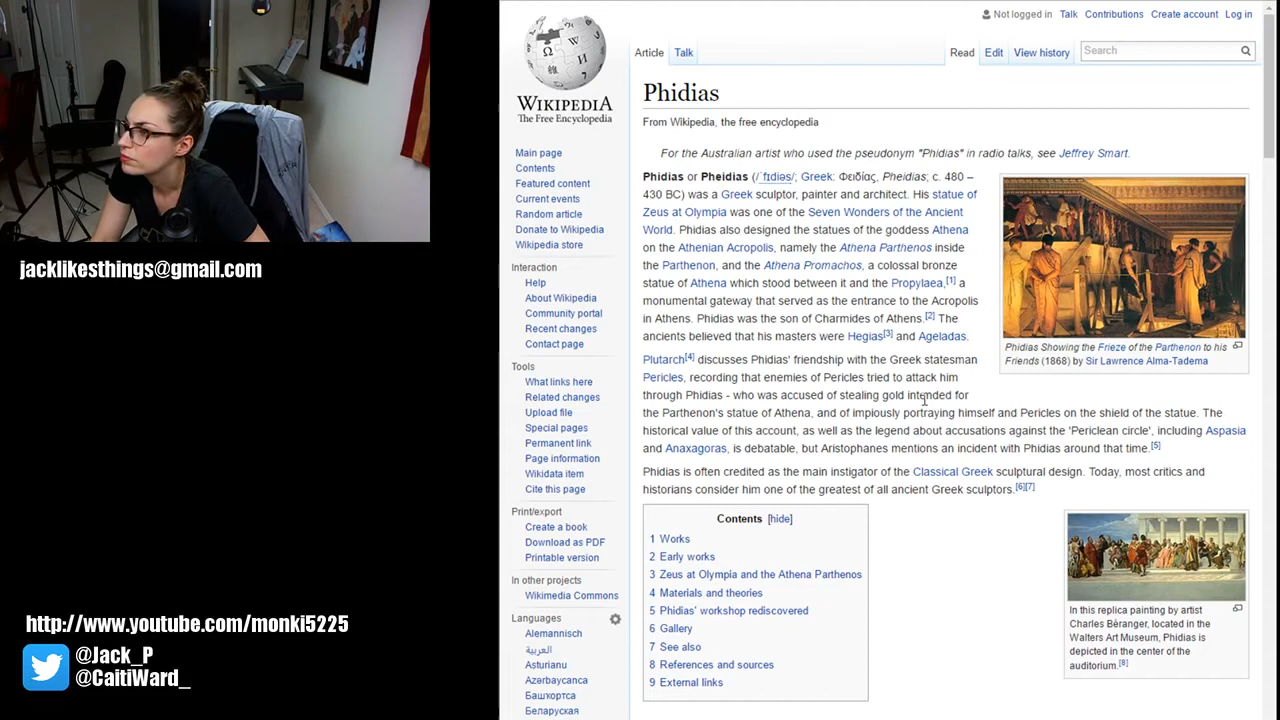 jacklikesthings@gmail.com
http://www.youtube.com/monki5225
@Jack_P
@CaitiWard_
WIKIPEDIA
The Free Encyclopedia
Main page
Contents
Featured content
Current events
Random article
Donate to Wikipedia
Wikipedia store
Interaction
Help
About Wikipedia
Community portal
Recent changes
Contact page
Tools
What links here
Related changes
Upload file
Special pages
Permanent link
Page information
Wikidata item
Cite this page
Print/export
Create a book
Download as PDF
Printable version
In other projects
Wikimedia Commons
Languages
Alemannisch
العربية
Asturianu
Azərbaycanca
Башҡортса
Беларуская
Not logged in Talk Contributions Create account Log in
Article Talk Read Edit View history Search
Phidias
From Wikipedia, the free encyclopedia
For the Australian artist who used the pseudonym "Phidias" in radio talks, see Jeffrey Smart.
Phidias or Pheidias (/ˈfɪdiəs/; Greek: Φειδίας, Pheidias; c. 480 –
430 BC) was a Greek sculptor, painter and architect. His statue of
Zeus at Olympia was one of the Seven Wonders of the Ancient
World. Phidias also designed the statues of the goddess Athena
on the Athenian Acropolis, namely the Athena Parthenos inside
the Parthenon, and the Athena Promachos, a colossal bronze
statue of Athena which stood between it and the Propylaea,[1] a
monumental gateway that served as the entrance to the Acropolis
in Athens. Phidias was the son of Charmides of Athens.[2] The
ancients believed that his masters were Hegias[3] and Ageladas.
Plutarch[4] discusses Phidias' friendship with the Greek statesman
Pericles, recording that enemies of Pericles tried to attack him
through Phidias - who was accused of stealing gold intended for
the Parthenon's statue of Athena, and of impiously portraying himself and Pericles on the shield of the statue. The
historical value of this account, as well as the legend about accusations against the 'Periclean circle', including Aspasia
and Anaxagoras, is debatable, but Aristophanes mentions an incident with Phidias around that time.[5]
Phidias is often credited as the main instigator of the Classical Greek sculptural design. Today, most critics and
historians consider him one of the greatest of all ancient Greek sculptors.[6][7]
Phidias Showing the Frieze of the Parthenon to his
Friends (1868) by Sir Lawrence Alma-Tadema
Contents [hide]
1 Works
2 Early works
3 Zeus at Olympia and the Athena Parthenos
4 Materials and theories
5 Phidias' workshop rediscovered
6 Gallery
7 See also
8 References and sources
9 External links
In this replica painting by artist
Charles Béranger, located in the
Walters Art Museum, Phidias is
depicted in the center of the
auditorium.[8]